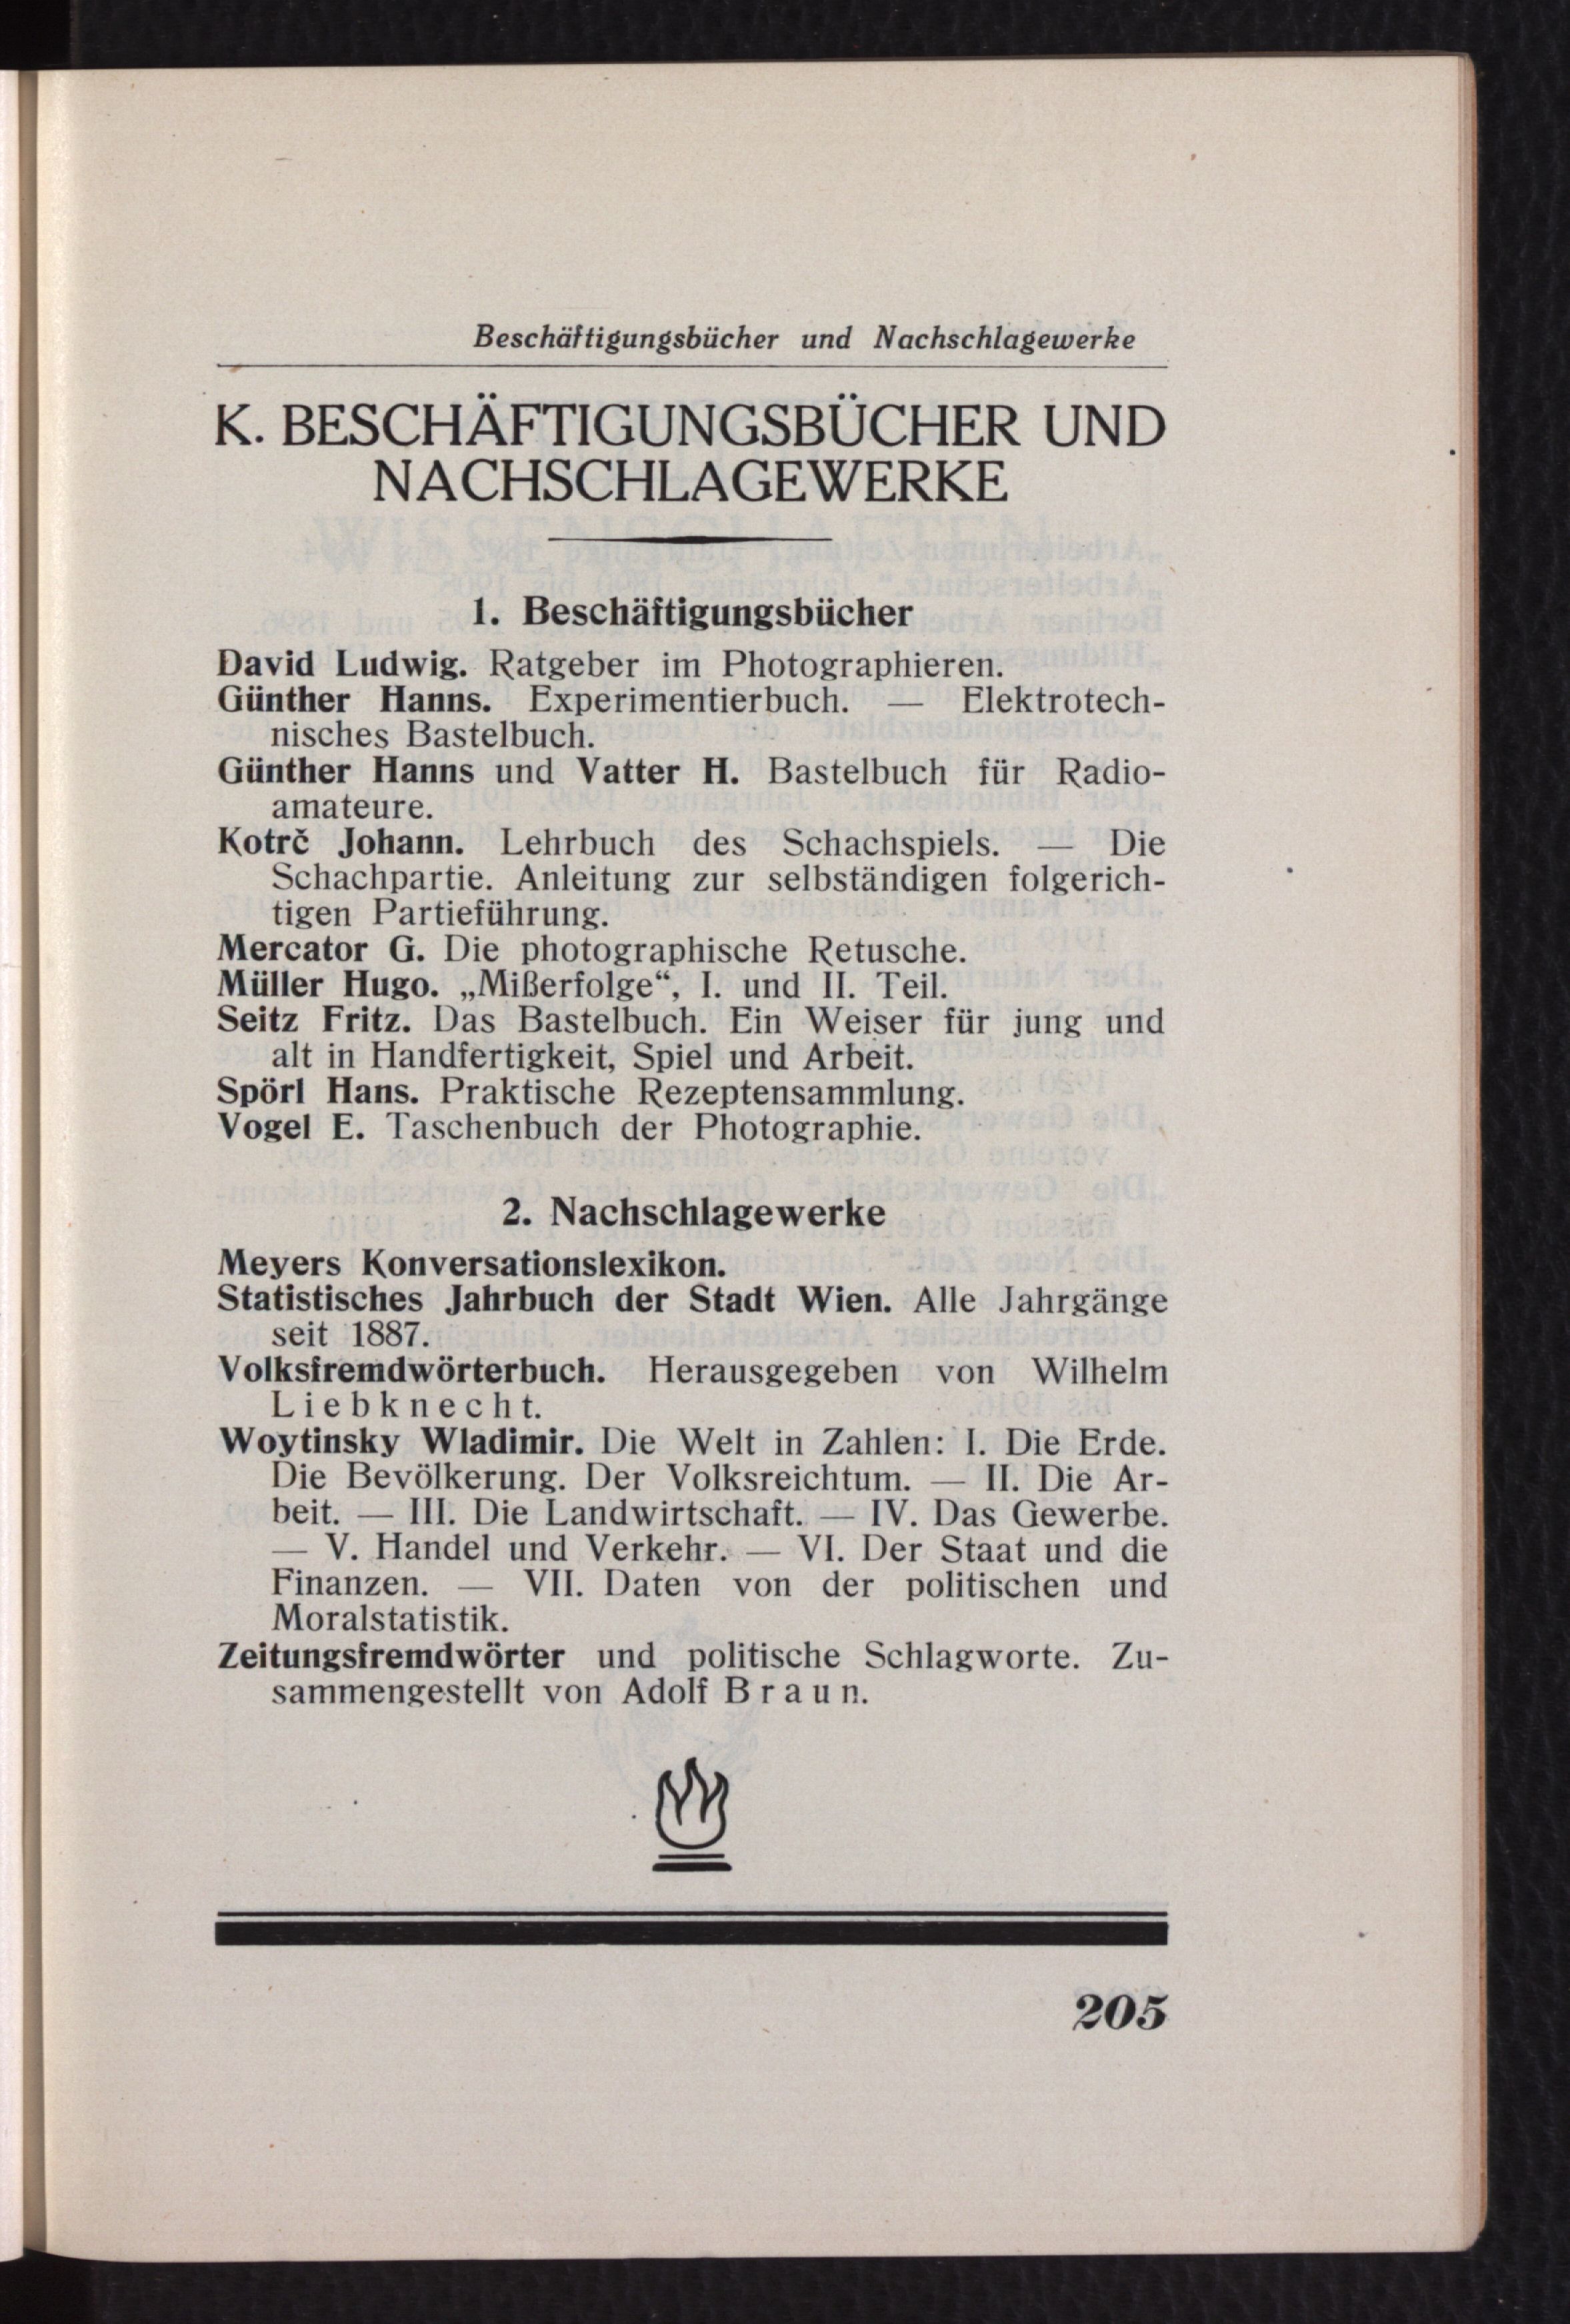 Beschäftigungsbücher und Nachschlagewerke
K. BESCHÄFTIGUNGSBÜCHER UND
NACHSCHLAGEWERKE
1. Beschäftigungsbücher
David Ludwig. Ratgeber im Photographieren.
Günther Hanns. Experimentierbuch. — Elektrotech-
nisches Bastelbuch.
Günther Hanns und Vatter H. Bastelbuch für Radio-
amateure.
Kotrč Johann. Lehrbuch des Schachspiels. — Die
Schachpartie. Anleitung zur selbständigen folgerich-
tigen Partieführung.
Mercator G. Die photographische Retusche.
Müller Hugo. „Mißerfolge“, I. und II. Teil.
Seitz Fritz. Das Bastelbuch. Ein Weiser für jung und
alt in Handfertigkeit, Spiel und Arbeit.
Spörl Hans. Praktische Rezeptensammlung.
Vogel E. Taschenbuch der Photographie.
2. Nachschlagewerke
Meyers Konversationslexikon.
Statistisches Jahrbuch der Stadt Wien. Alle Jahrgänge
seit 1887.
Volksfremdwörterbuch. Herausgegeben von Wilhelm
Liebknecht.
Woytinsky Wladimir. Die Welt in Zahlen: I. Die Erde.
Die Bevölkerung. Der Volksreichtum. — II. Die Ar-
beit. — III. Die Landwirtschaft. — IV. Das Gewerbe.
— V. Handel und Verkehr. — VI. Der Staat und die
Finanzen. — VII. Daten von der politischen und
Moralstatistik.
Zeitungsfremdwörter und politische Schlagworte. Zu-
sammengestellt von Adolf Braun.
205